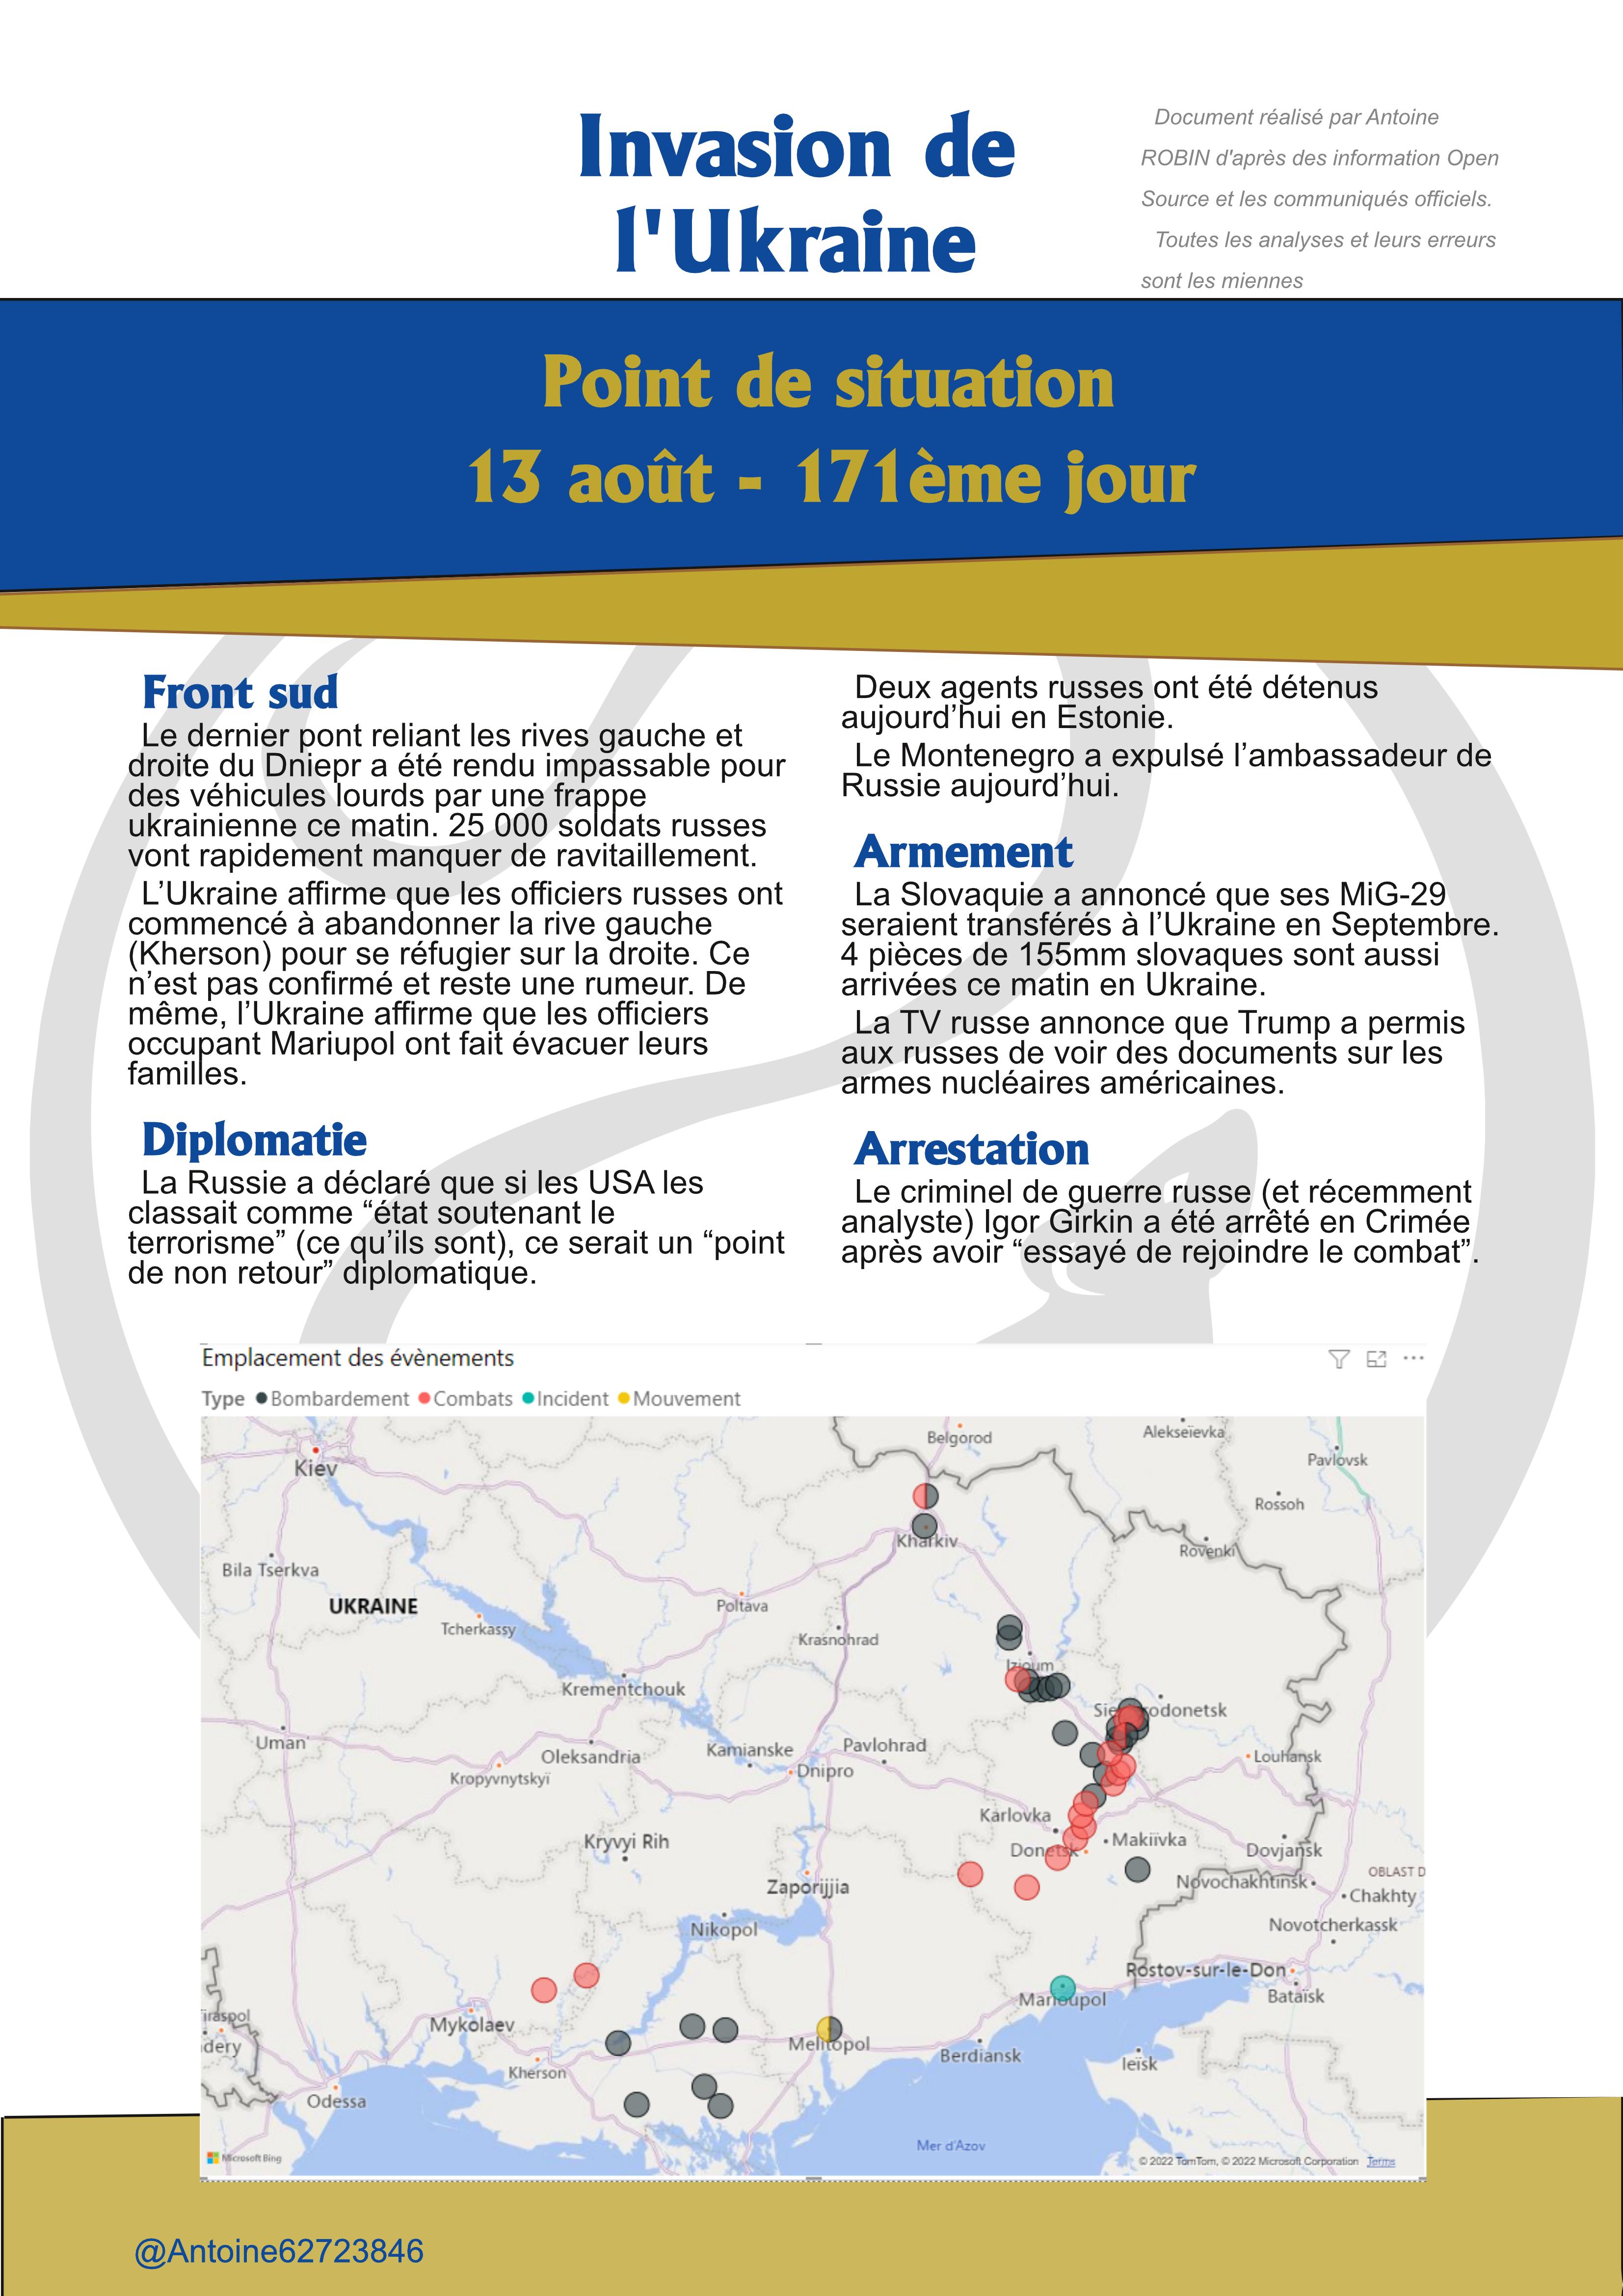 Invasion de
l'Ukraine
Document réalisé par Antoine
ROBIN d'après des information Open
Source et les communiqués officiels.
Toutes les analyses et leurs erreurs
sont les miennes
Point de situation
13 août - 171ème jour
Front sud
Le dernier pont reliant les rives gauche et
droite du Dniepr a été rendu impassable pour
des véhicules lourds par une frappe
ukrainienne ce matin. 25 000 soldats russes
vont rapidement manquer de ravitaillement.
L’Ukraine affirme que les officiers russes ont
commencé à abandonner la rive gauche
(Kherson) pour se réfugier sur la droite. Ce
n’est pas confirmé et reste une rumeur. De
même, l’Ukraine affirme que les officiers
occupant Mariupol ont fait évacuer leurs
familles.
Diplomatie
La Russie a déclaré que si les USA les
classait comme “état soutenant le
terrorisme” (ce qu’ils sont), ce serait un “point
de non retour” diplomatique.
Deux agents russes ont été détenus
aujourd’hui en Estonie.
Le Montenegro a expulsé l’ambassadeur de
Russie aujourd’hui.
Armement
La Slovaquie a annoncé que ses MiG-29
seraient transférés à l’Ukraine en Septembre.
4 pièces de 155mm slovaques sont aussi
arrivées ce matin en Ukraine.
La TV russe annonce que Trump a permis
aux russes de voir des documents sur les
armes nucléaires américaines.
Arrestation
Le criminel de guerre russe (et récemment
analyste) Igor Girkin a été arrêté en Crimée
après avoir “essayé de rejoindre le combat”.
Emplacement des évènements
Type Bombardement Combats Incident Mouvement
Belgorod
Alekseïevka
Pavlovsk
Kiev
Rossoh
Kharkiv
Rovenki
Bila Tserkva
UKRAINE
Poltava
Tcherkassy
Krasnohrad
Izioum
Krementchouk
Uman
Oleksandria
Kamianske
Pavlohrad
Louhansk
Kropyvnytskyï
Dnipro
Karlovka
Kryvyi Rih
Donetsk
Makiïvka
Dovjansk
OBLAST D
Zaporijjia
Novochakhtinsk
Chakhty
Nikopol
Novotcherkassk
Rostov-sur-le-Don
Marioupol
Bataïsk
Mykolaev
Melitopol
Berdiansk
Ieïsk
Kherson
Odessa
Mer d'Azov
Microsoft Bing
© 2022 TomTom, © 2022 Microsoft Corporation Terms
@Antoine62723846